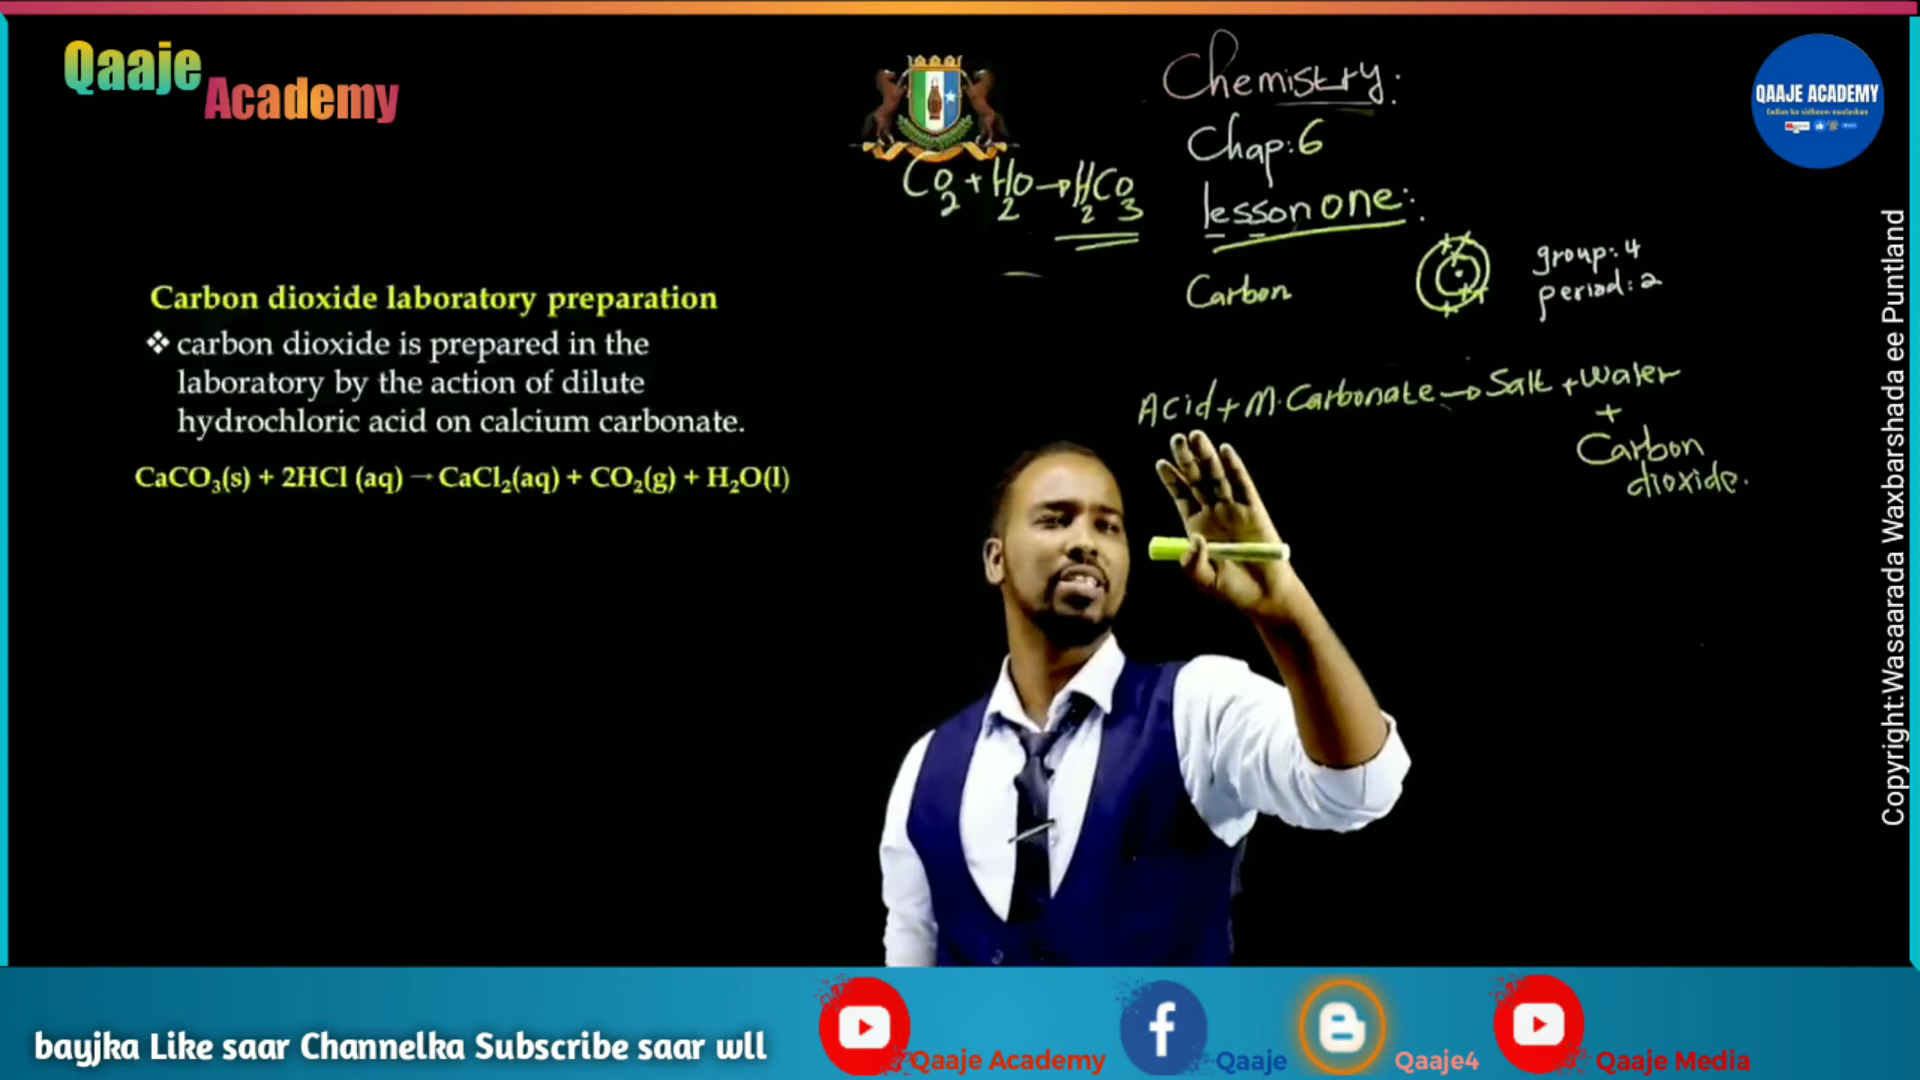 Qaaje
Academy
QAAJE ACADEMY
Chemistry:
Chap:6
Co2 + H2O → H2CO3
lesson one:
group: 4
period: 2
Carbon
Carbon dioxide laboratory preparation
❖ carbon dioxide is prepared in the
laboratory by the action of dilute
hydrochloric acid on calcium carbonate.
CaCO₃(s) + 2HCl (aq) → CaCl₂(aq) + CO₂(g) + H₂O(l)
Acid + M. Carbonate → Salt + Water
+
Carbon
dioxide.
Copyright:Wasaarada Waxbarshada ee Puntland
bayjka Like saar Channelka Subscribe saar wll
Qaaje Academy
Qaaje
Qaaje4
Qaaje Media